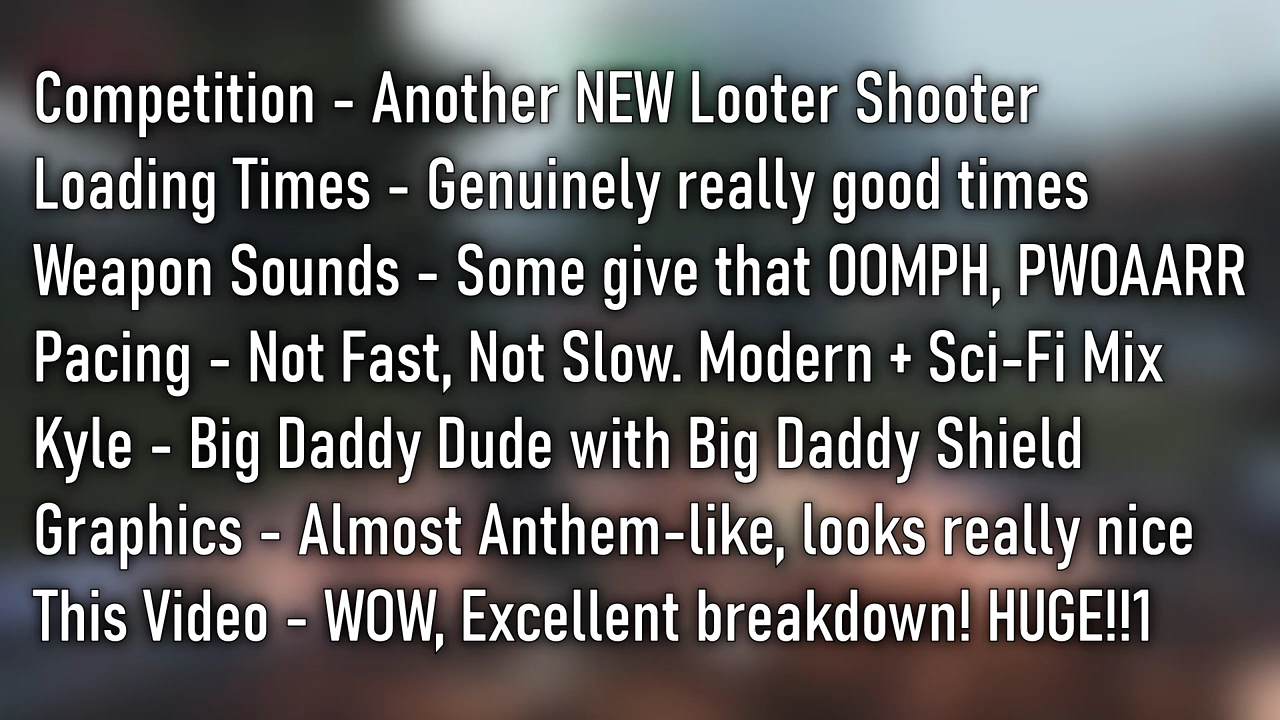 Competition - Another NEW Looter Shooter
Loading Times - Genuinely really good times
Weapon Sounds - Some give that OOMPH, PWOAARR
Pacing - Not Fast, Not Slow. Modern + Sci-Fi Mix
Kyle - Big Daddy Dude with Big Daddy Shield
Graphics - Almost Anthem-like, looks really nice
This Video - WOW, Excellent breakdown! HUGE!!1